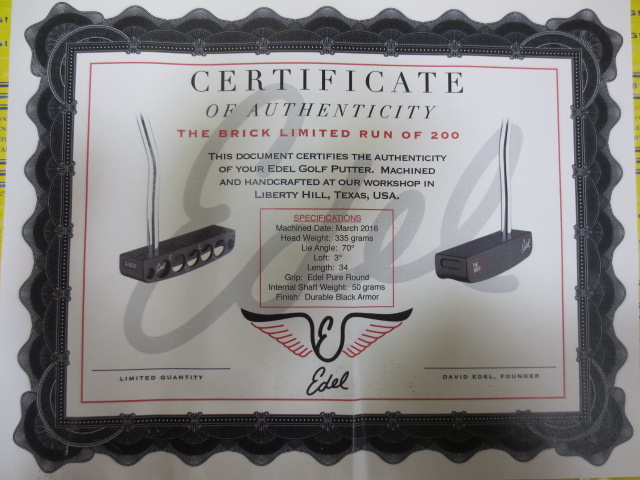 CERTIFICATE
OF AUTHENTICITY
THE BRICK LIMITED RUN OF 200
THIS DOCUMENT CERTIFIES THE AUTHENTICITY
OF YOUR EDEL GOLF PUTTER. MACHINED
AND HANDCRAFTED AT OUR WORKSHOP IN
LIBERTY HILL, TEXAS, USA.
SPECIFICATIONS
Machined Date: March 2016
Head Weight: 335 grams
Lie Angle: 70°
Loft: 3°
Length: 34
Grip: Edel Pure Round
Internal Shaft Weight: 50 grams
Finish: Durable Black Armor
E
Edel
LIMITED QUANTITY
DAVID EDEL, FOUNDER
Edel